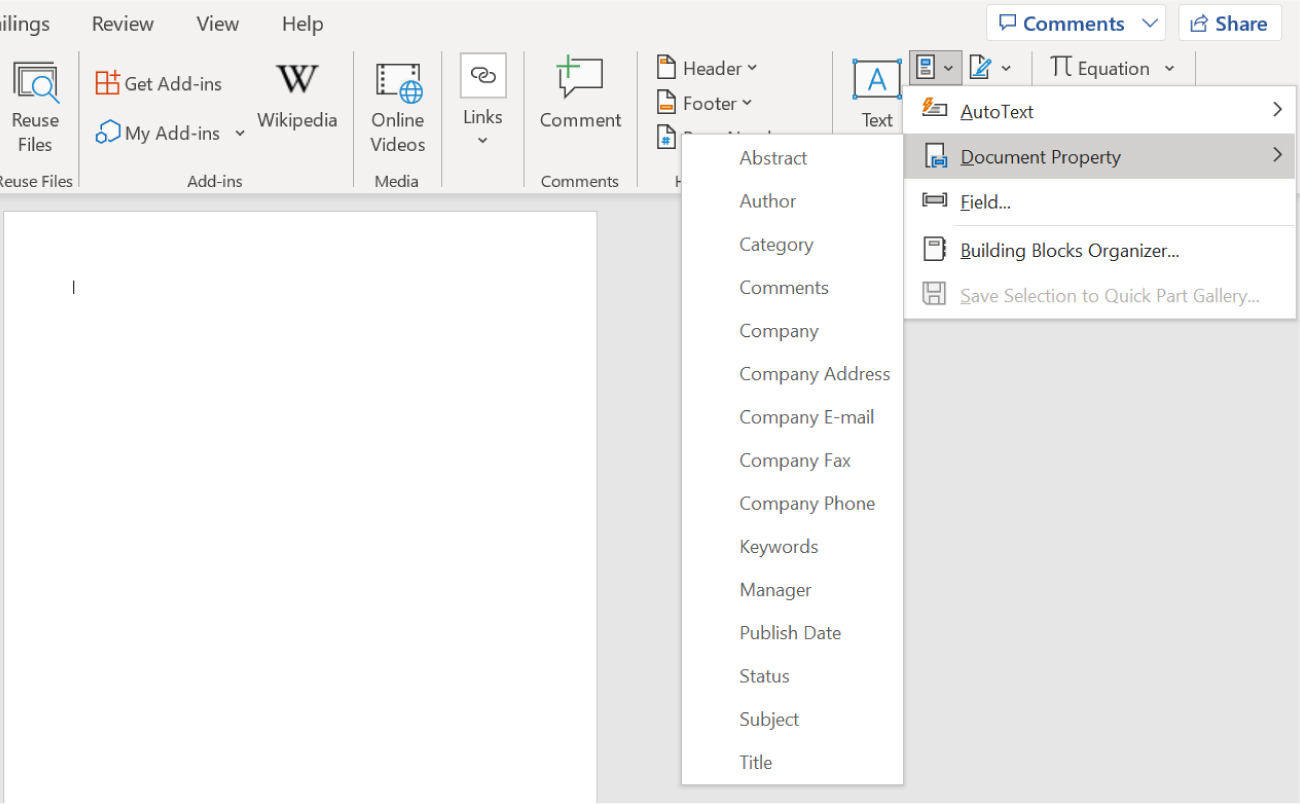 Review View Help Comments Share
Reuse
Files
Reuse Files
Get Add-ins
My Add-ins
W
Wikipedia
Add-ins
Online
Videos
Media
Links
Comment
Comments
Header
Footer
#
A
Text
π Equation
AutoText
Document Property
Field...
Building Blocks Organizer...
Save Selection to Quick Part Gallery...
Abstract
Author
Category
Comments
Company
Company Address
Company E-mail
Company Fax
Company Phone
Keywords
Manager
Publish Date
Status
Subject
Title